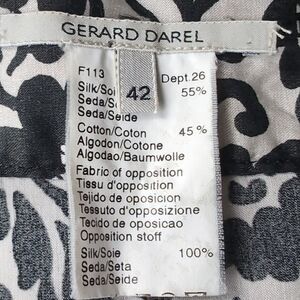 GERARD DAREL
F113 Dept.26
Silk/Soie 42 55%
Seda/
Seda/Seide
Cotton/Coton 45%
Algodon/Cotone
Algodao/Baumwolle
Fabric of opposition
Tissu d'opposition
Tejido de oposicion
Tessuto d'opposizione
Tecido de oposicao
Opposition stoff
Silk/Soie 100%
Seda/Seta
Seda/Seide